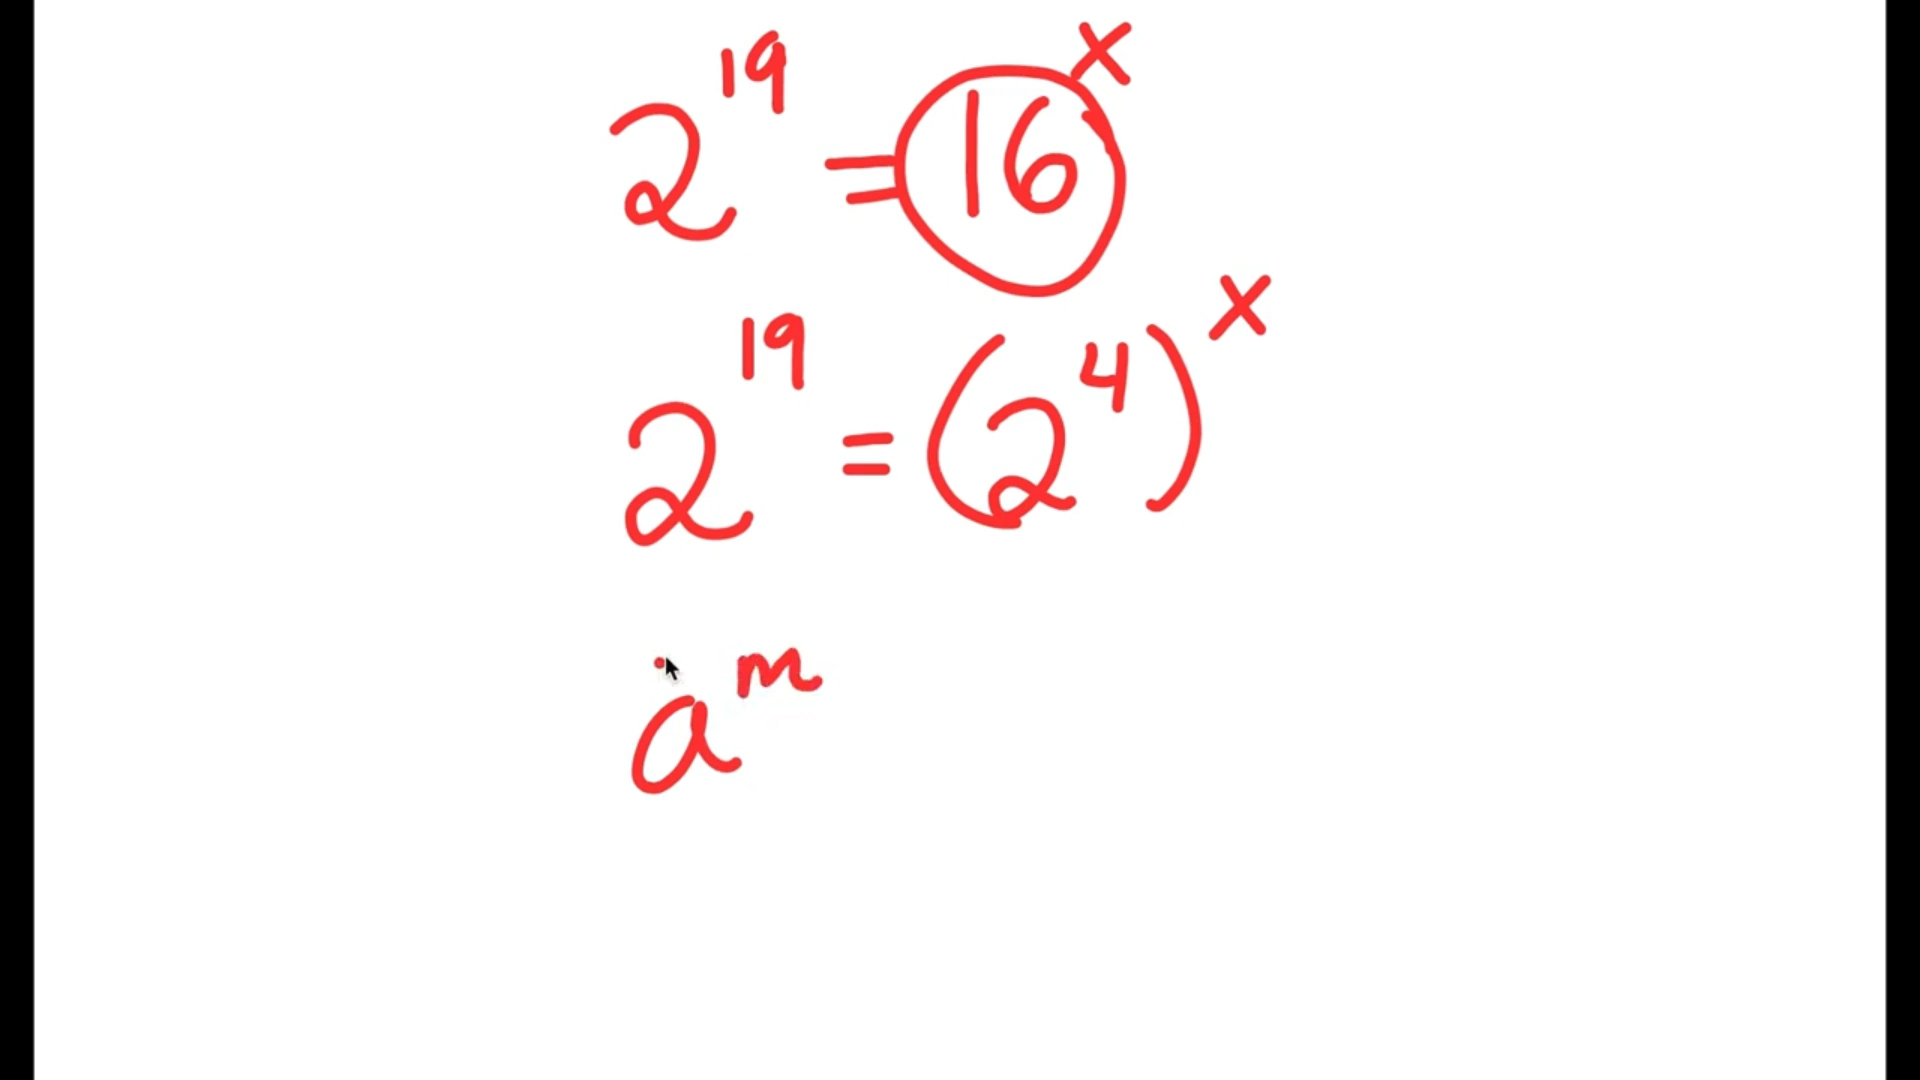 2^19 = 16^x
2^19 = (2^4)^x
a^m